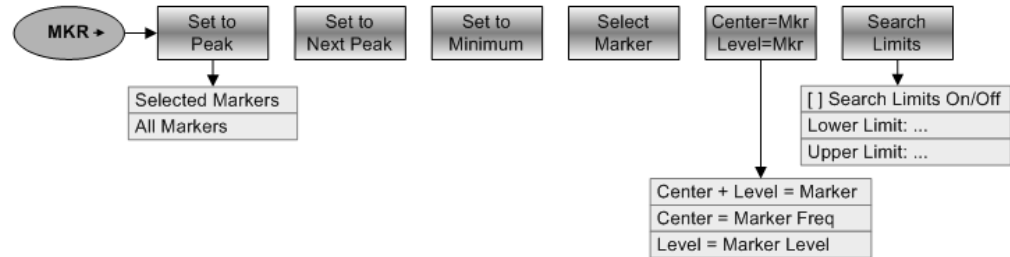 MKR →
Set to
Peak
Set to
Next Peak
Set to
Minimum
Select
Marker
Center=Mkr
Level=Mkr
Search
Limits
Selected Markers
All Markers
[ ] Search Limits On/Off
Lower Limit: ...
Upper Limit: ...
Center + Level = Marker
Center = Marker Freq
Level = Marker Level